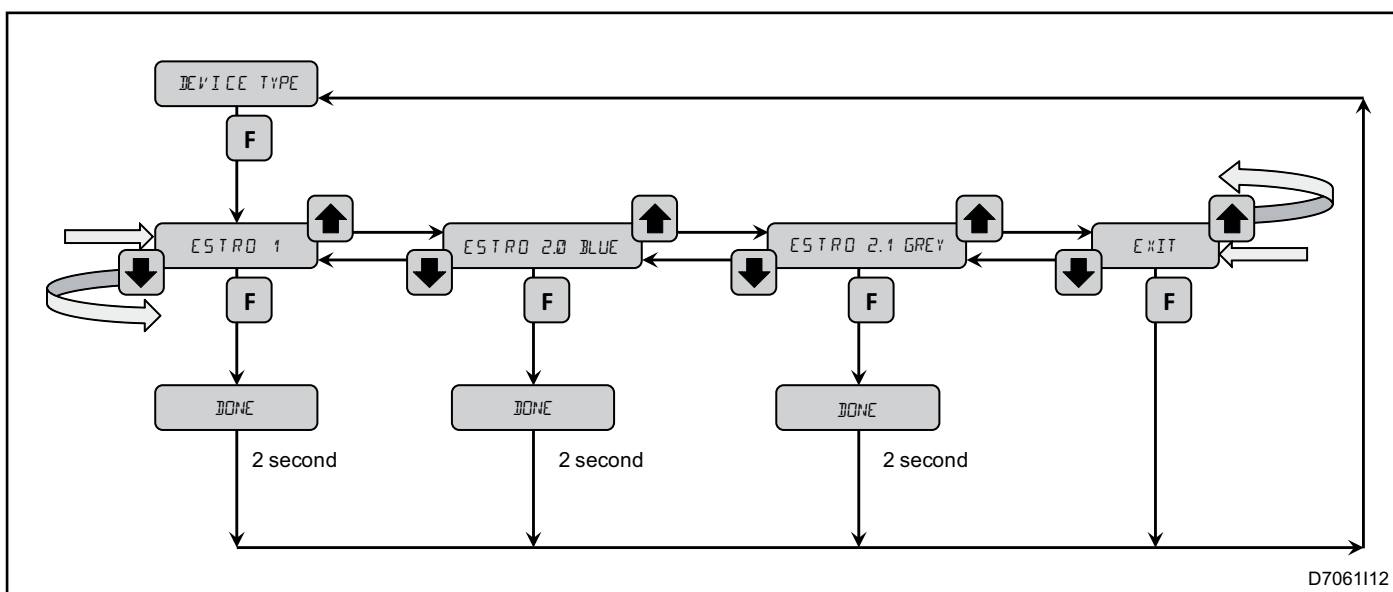 DEVICE TYPE
F
ESTRO 1
ESTRO 2.0 BLUE
ESTRO 2.1 GREY
EXIT
F
F
F
F
DONE
DONE
DONE
2 second
2 second
2 second
D7061I12